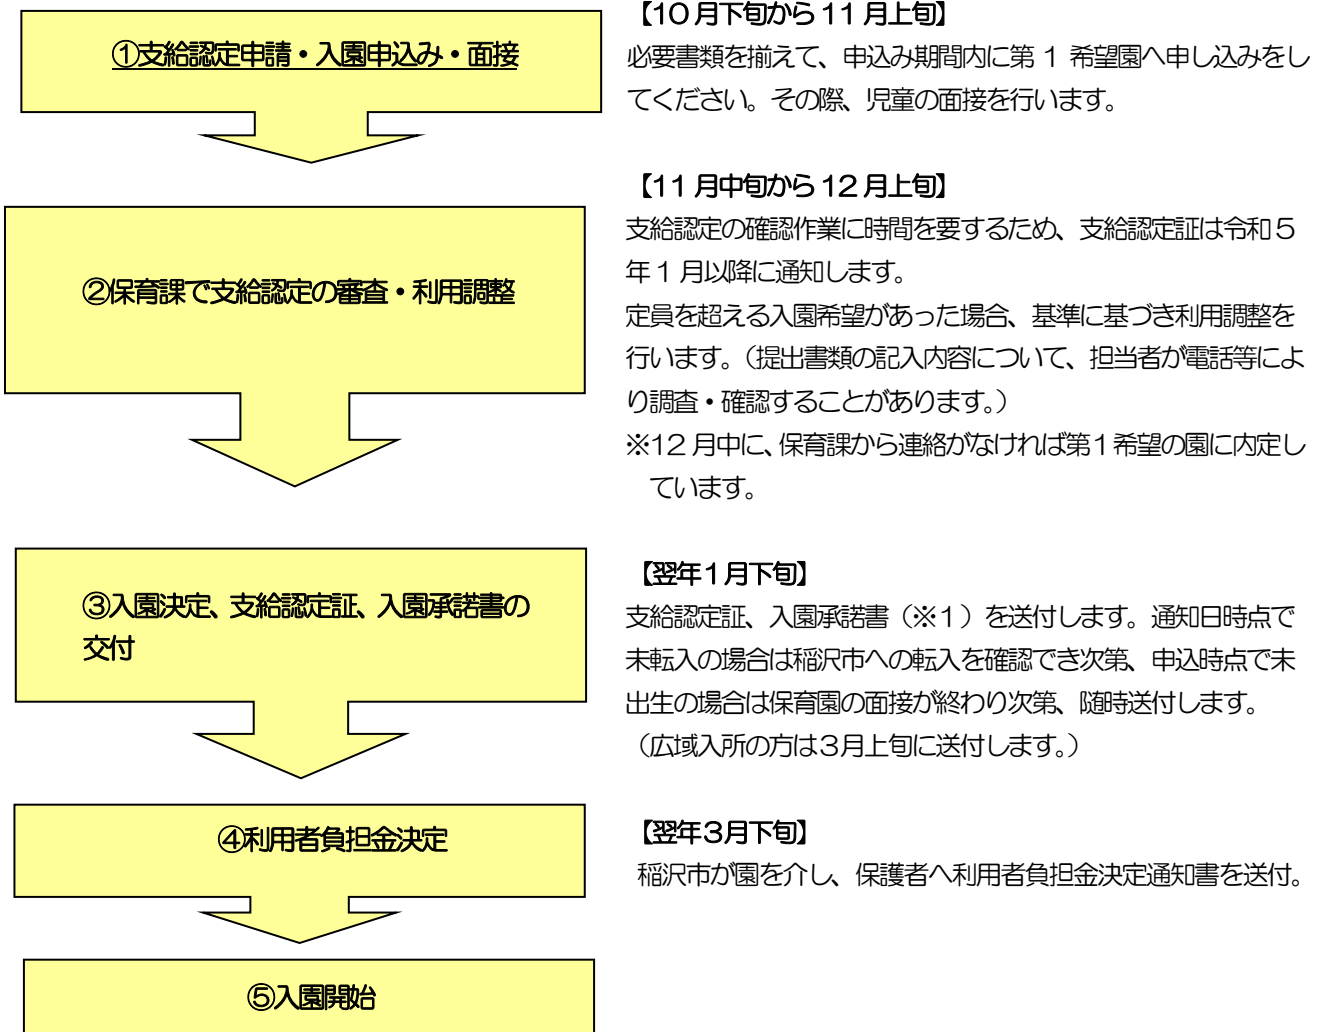 【10月下旬から11月上旬】
①支給認定申請・入園申込み・面接
必要書類を揃えて、申込み期間内に第1希望園へ申し込みをし
てください。その際、児童の面接を行います。
【11月中旬から12月上旬】
②保育課で支給認定の審査・利用調整
支給認定の確認作業に時間を要するため、支給認定証は令和5
年1月以降に通知します。
定員を超える入園希望があった場合、基準に基づき利用調整を
行います。（提出書類の記入内容について、担当者が電話等によ
り調査・確認することがあります。）
※12月中に、保育課から連絡がなければ第1希望の園に内定し
ています。
【翌年1月下旬】
③入園決定、支給認定証、入園承諾書の
交付
支給認定証、入園承諾書（※1）を送付します。通知日時点で
未転入の場合は稲沢市への転入を確認でき次第、申込時点で未
出生の場合は保育園の面接が終わり次第、随時送付します。
（広域入所の方は3月上旬に送付します。）
【翌年3月下旬】
④利用者負担金決定
稲沢市が園を介し、保護者へ利用者負担金決定通知書を送付。
⑤入園開始